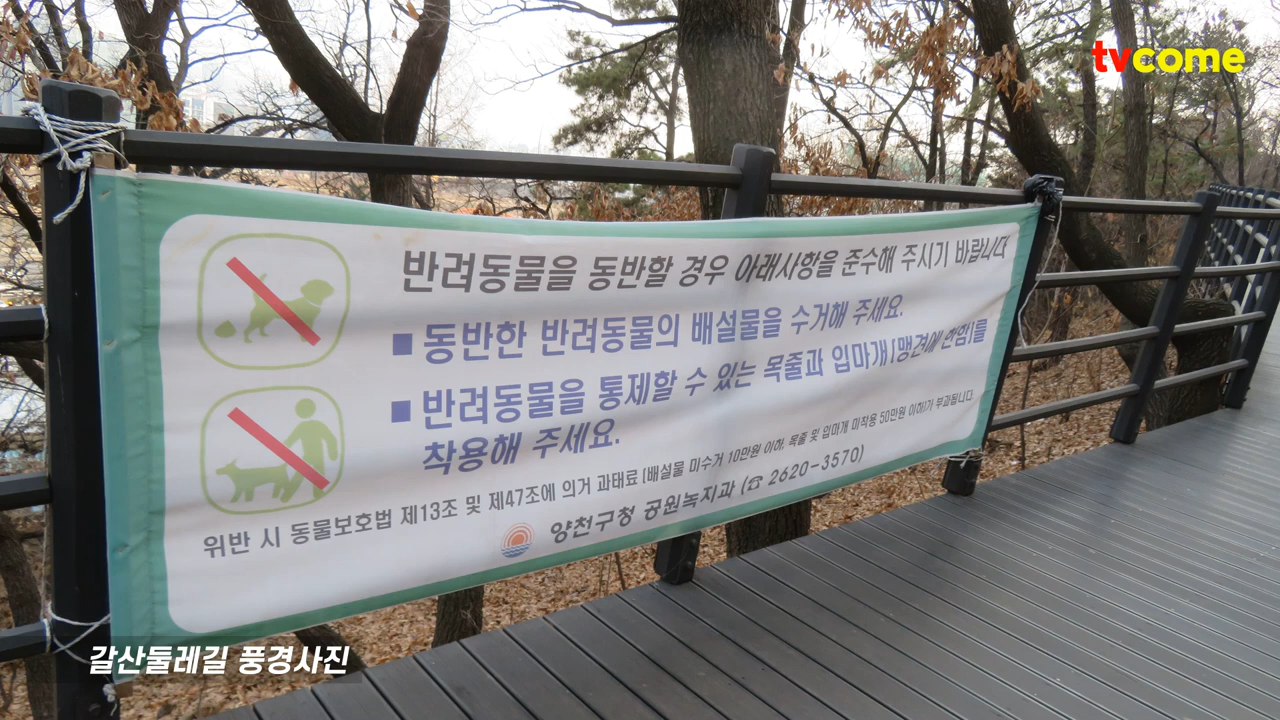 tvcome
반려동물을 동반할 경우 아래사항을 준수해 주시기 바랍니다
■ 동반한 반려동물의 배설물을 수거해 주세요.
■ 반려동물을 통제할 수 있는 목줄과 입마개(맹견에 한함)를
착용해 주세요.
위반 시 동물보호법 제13조 및 제47조에 의거 과태료 (배설물 미수거 10만원 이하, 목줄 및 입마개 미착용 50만원 이하)가 부과됩니다.
양천구청 공원녹지과 (☎ 2620-3570)
갈산둘레길 풍경사진